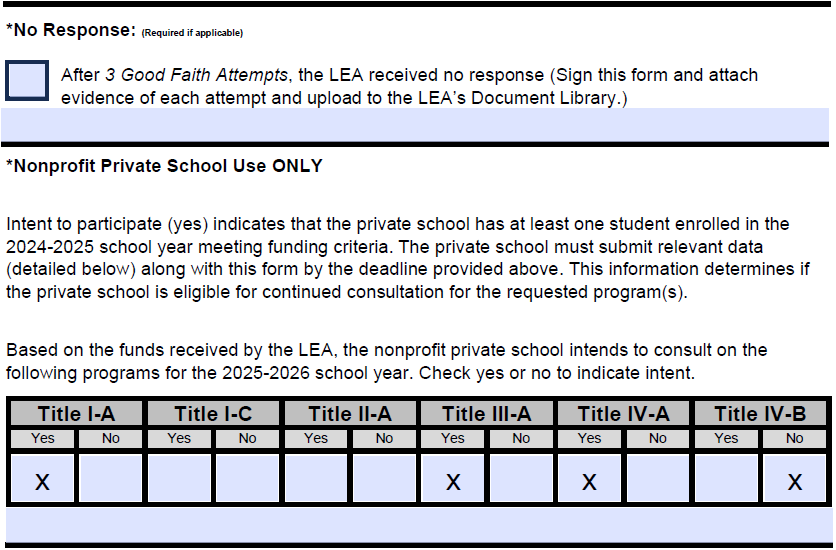 *No Response: (Required if applicable)
After 3 Good Faith Attempts, the LEA received no response (Sign this form and attach
evidence of each attempt and upload to the LEA's Document Library.)
*Nonprofit Private School Use ONLY
Intent to participate (yes) indicates that the private school has at least one student enrolled in the
2024-2025 school year meeting funding criteria. The private school must submit relevant data
(detailed below) along with this form by the deadline provided above. This information determines if
the private school is eligible for continued consultation for the requested program(s).
Based on the funds received by the LEA, the nonprofit private school intends to consult on the
following programs for the 2025-2026 school year. Check yes or no to indicate intent.
Title I-A Title I-C Title II-A Title III-A Title IV-A Title IV-B
Yes No Yes No Yes No Yes No Yes No Yes No
X X X X